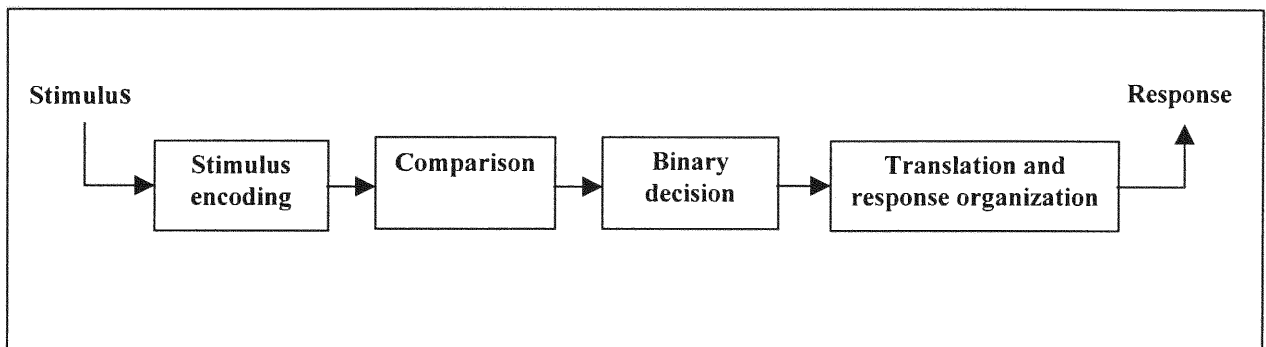 Stimulus
Response
Stimulus
encoding
Comparison
Binary
decision
Translation and
response organization